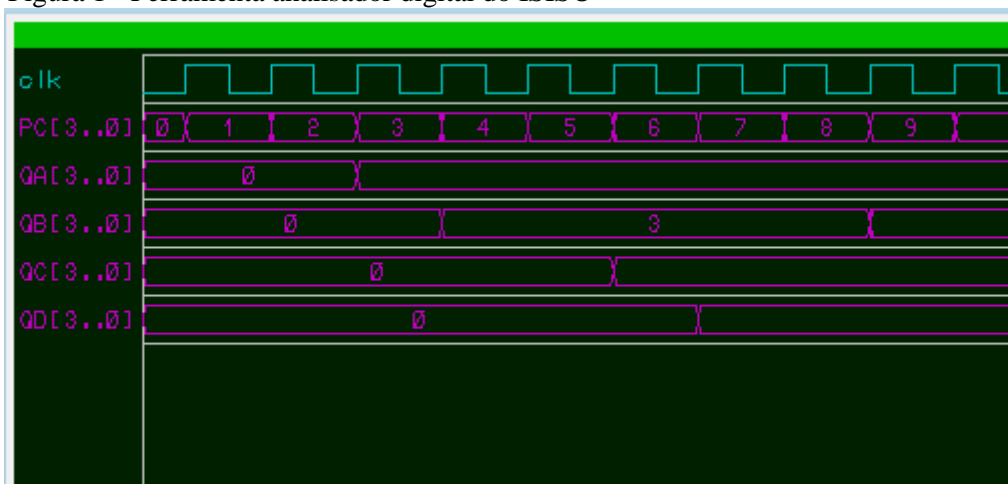 Figura 1 - Ferramenta analisador digital do ISIS®
clk
PC[3..0] 0 1 2 3 4 5 6 7 8 9
QA[3..0] 0
QB[3..0] 0 3
QC[3..0] 0
QD[3..0] 0